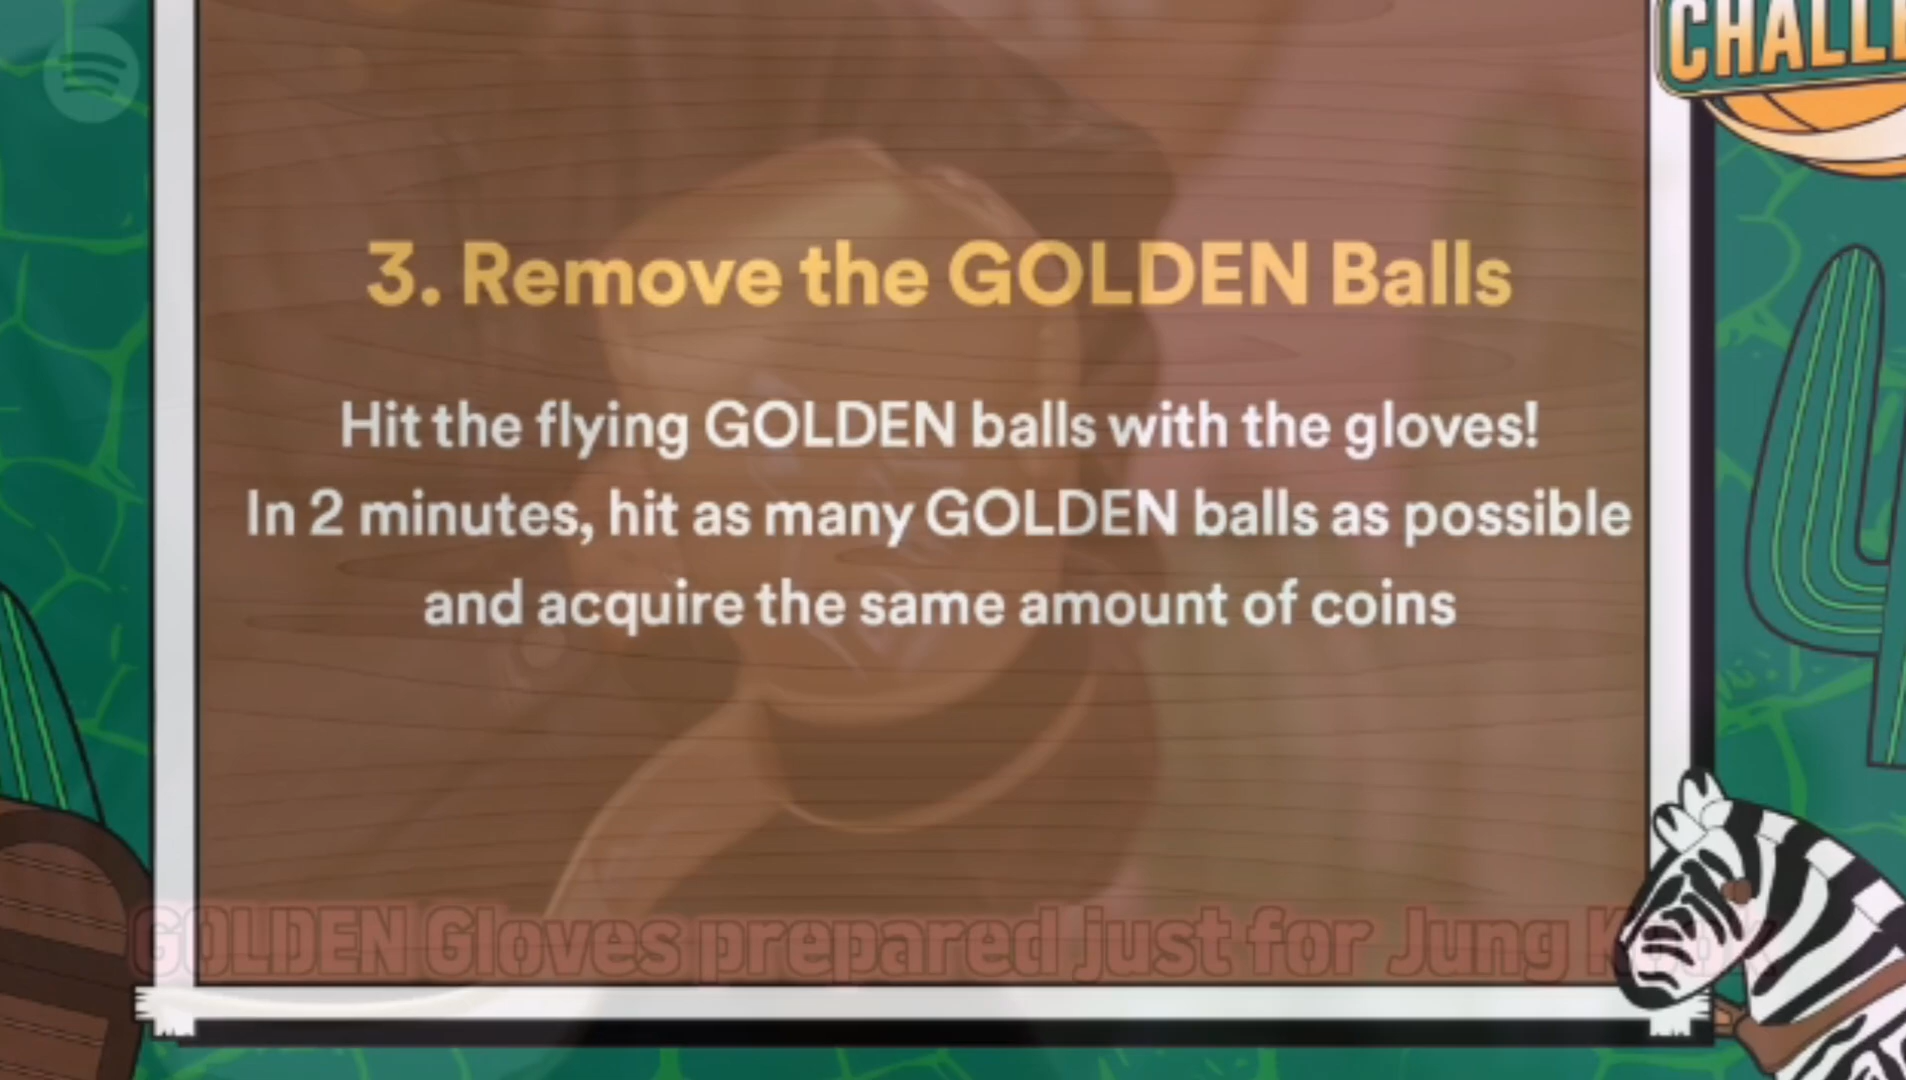 CHALL
3. Remove the GOLDEN Balls
Hit the flying GOLDEN balls with the gloves!
In 2 minutes, hit as many GOLDEN balls as possible
and acquire the same amount of coins
GOLDEN Gloves prepared just for Jung